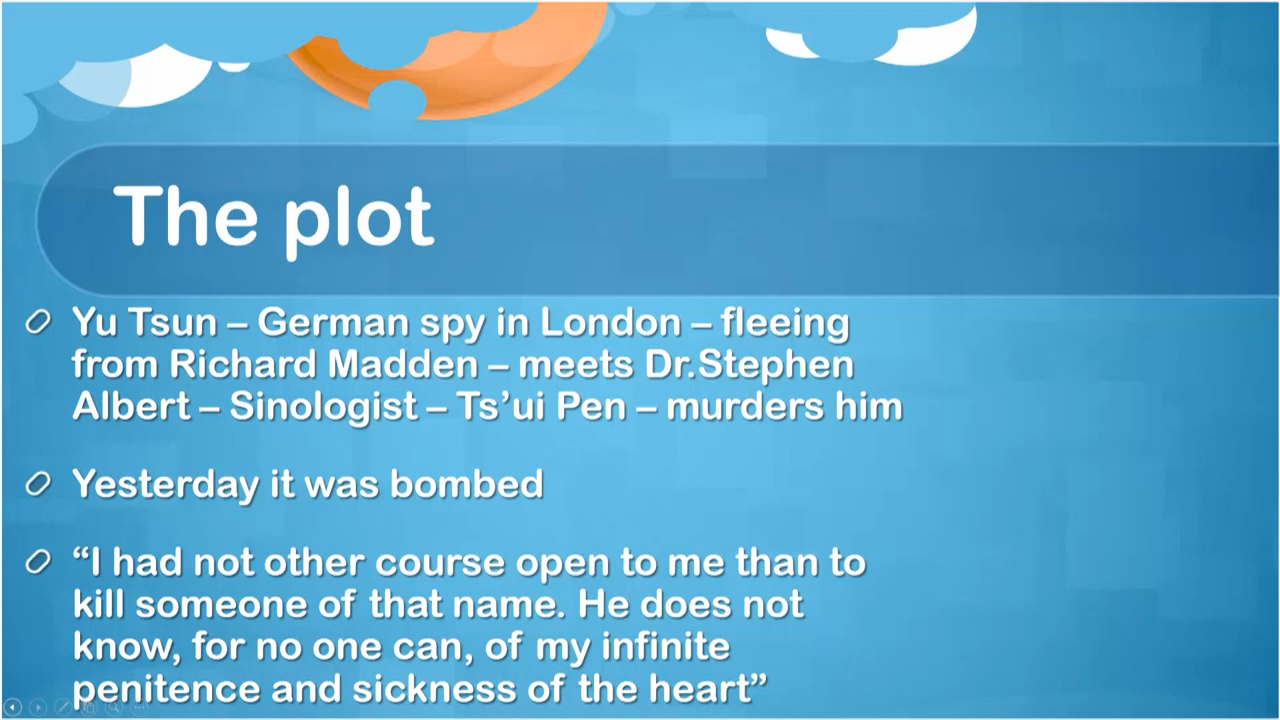 The plot
Yu Tsun – German spy in London – fleeing
from Richard Madden – meets Dr.Stephen
Albert – Sinologist – Ts’ui Pen – murders him
Yesterday it was bombed
“I had not other course open to me than to
kill someone of that name. He does not
know, for no one can, of my infinite
penitence and sickness of the heart”